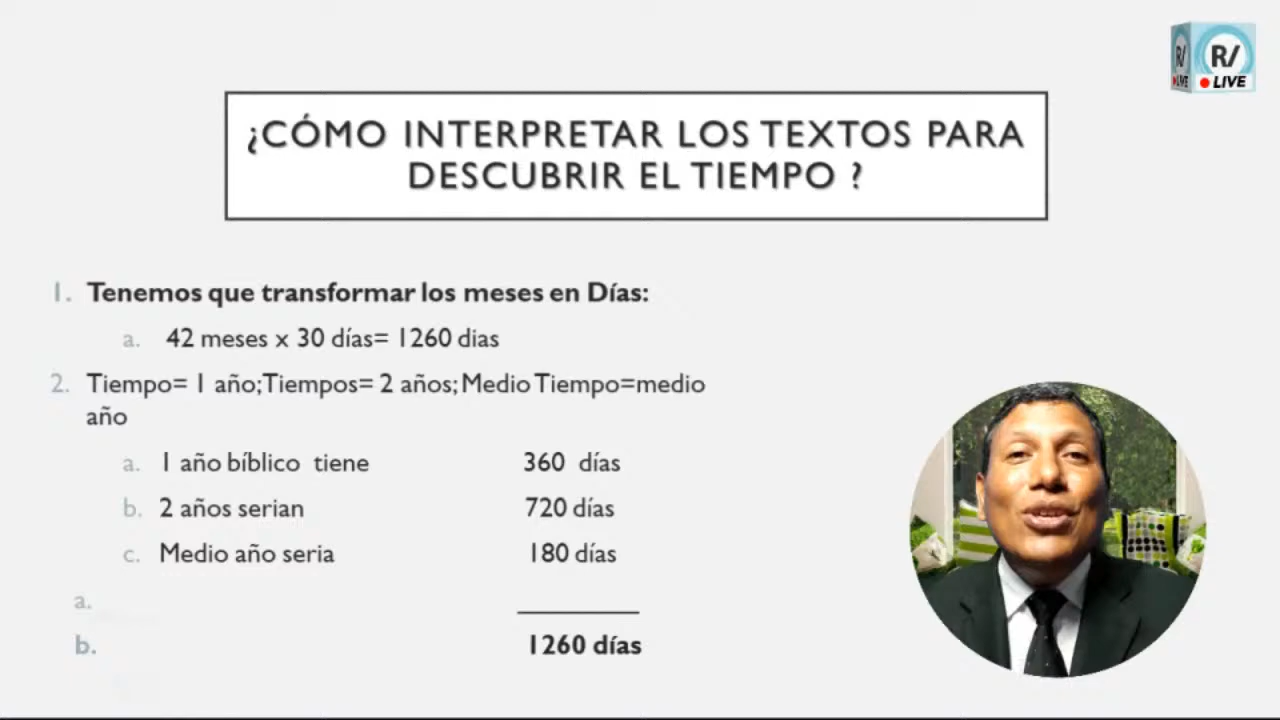 R/
R/
LIVE
LIVE
¿CÓMO INTERPRETAR LOS TEXTOS PARA
DESCUBRIR EL TIEMPO ?
1. Tenemos que transformar los meses en Días:
a. 42 meses x 30 días= 1260 dias
2. Tiempo= 1 año;Tiempos= 2 años; Medio Tiempo=medio
año
a. 1 año bíblico tiene 360 días
b. 2 años serian 720 días
c. Medio año seria 180 días
a.
b. 1260 días